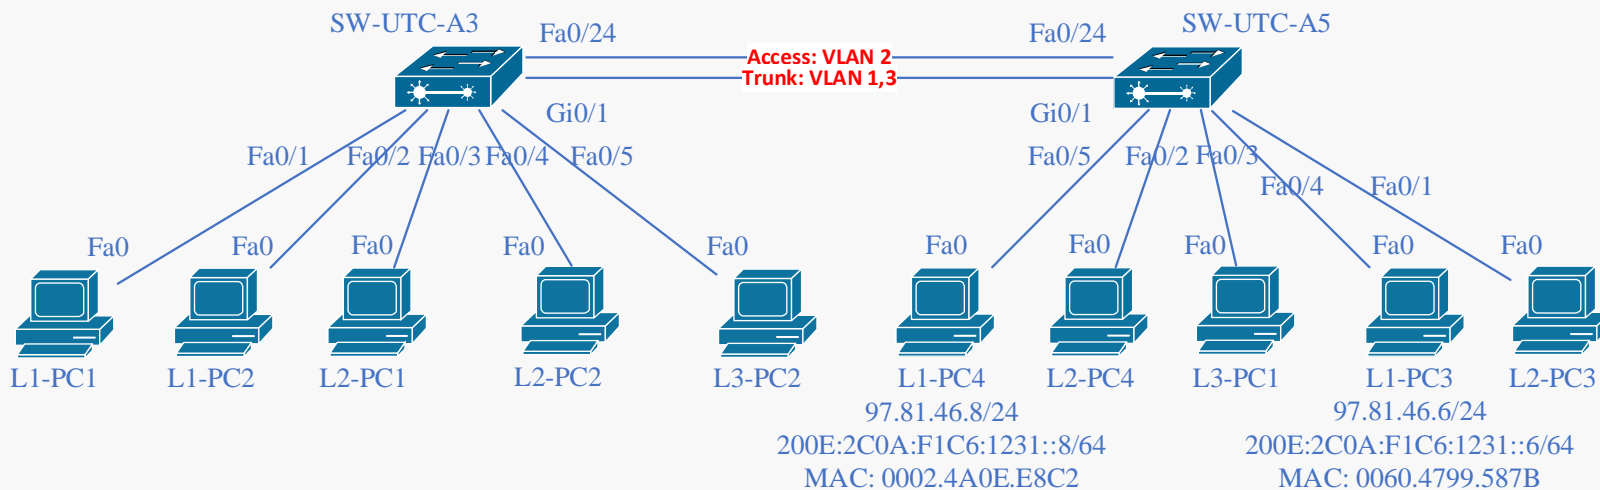 SW-UTC-A3
SW-UTC-A5
Fa0/24
Fa0/24
Access: VLAN 2
Trunk: VLAN 1,3
Gi0/1
Gi0/1
Fa0/1
Fa0/2
Fa0/3
Fa0/4
Fa0/5
Fa0/5
Fa0/2
Fa0/3
Fa0/4
Fa0/1
Fa0
Fa0
Fa0
Fa0
Fa0
Fa0
Fa0
Fa0
Fa0
Fa0
L1-PC1
L1-PC2
L2-PC1
L2-PC2
L3-PC2
L1-PC4
L2-PC4
L3-PC1
L1-PC3
L2-PC3
97.81.46.8/24
200E:2C0A:F1C6:1231::8/64
MAC: 0002.4A0E.E8C2
97.81.46.6/24
200E:2C0A:F1C6:1231::6/64
MAC: 0060.4799.587B